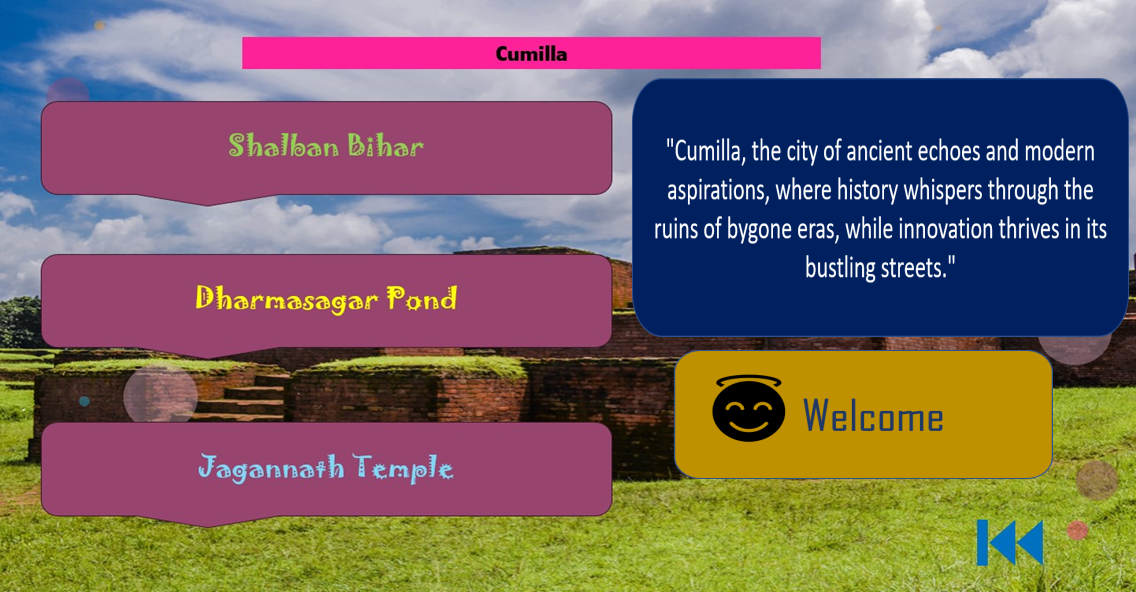 Cumilla
Shalban Bihar
Dharmasagar Pond
Jagannath Temple
"Cumilla, the city of ancient echoes and modern
aspirations, where history whispers through the
ruins of bygone eras, while innovation thrives in its
bustling streets."
Welcome